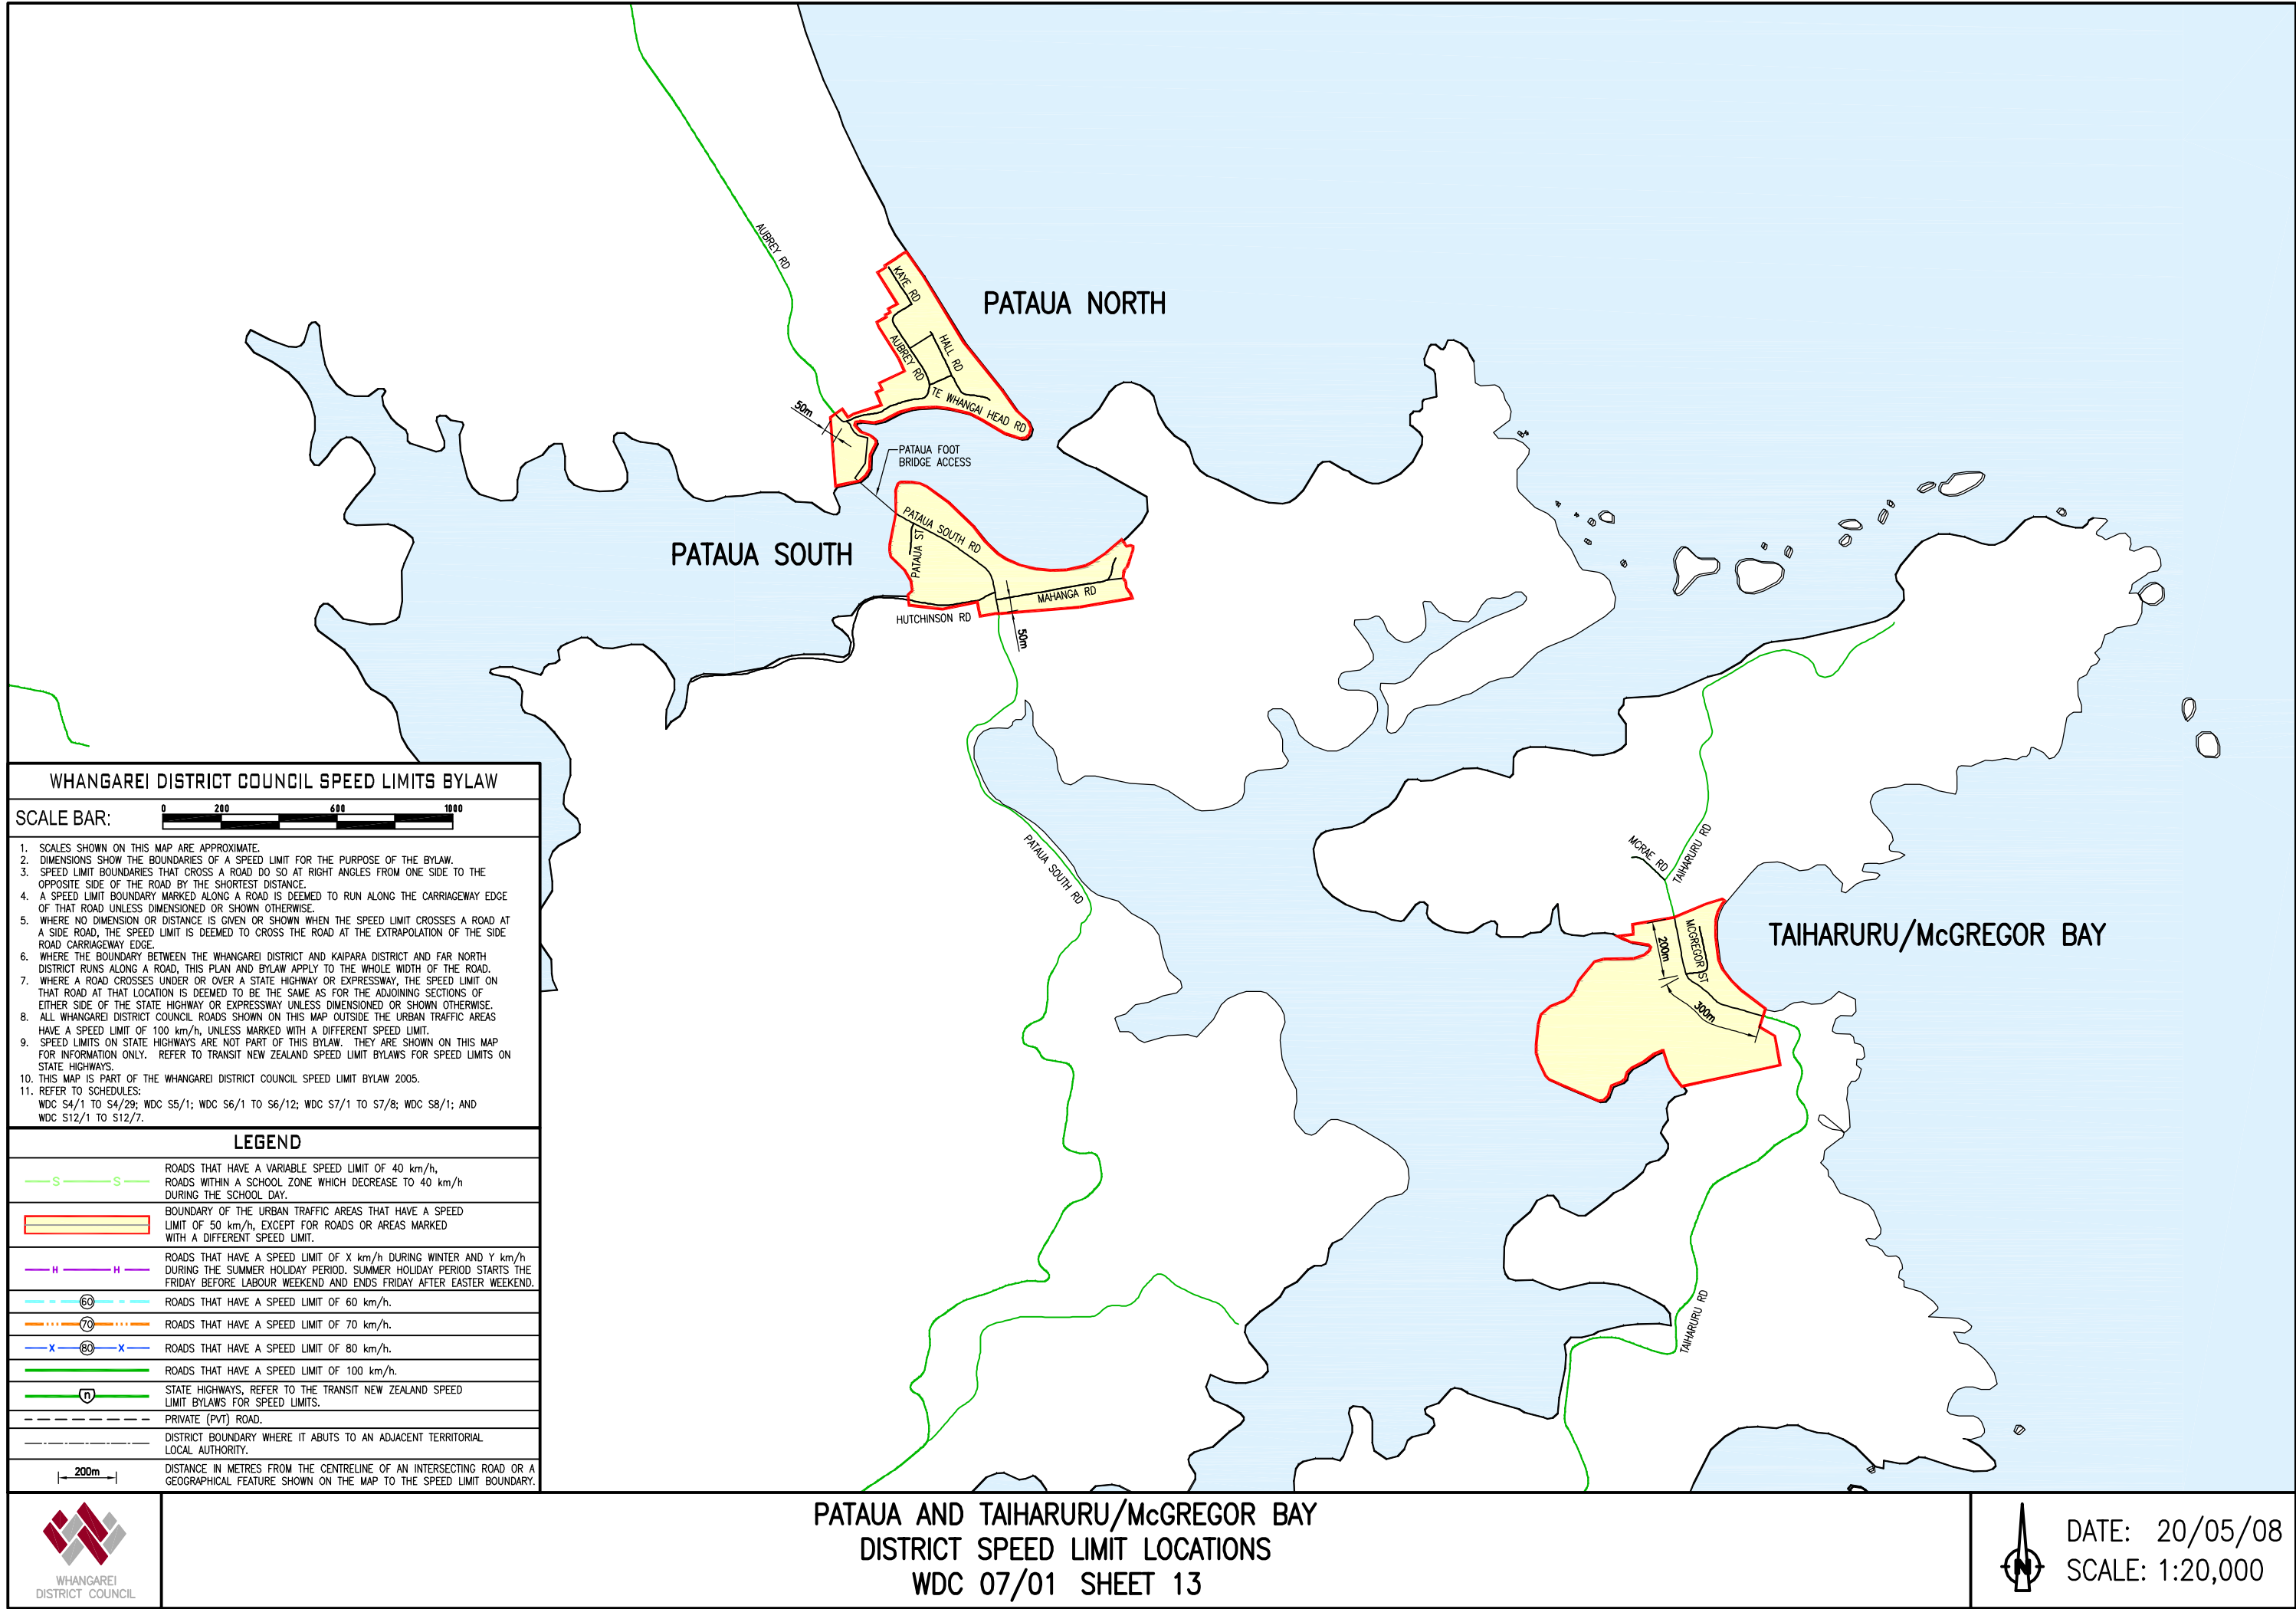 AUBREY RD
KAYE RD
PATAUA NORTH
AUBREY RD
HALL RD
TE WHANGAI HEAD RD
50m
PATAUA FOOT
BRIDGE ACCESS
PATAUA SOUTH
PATAUA SOUTH RD
PATAUA ST
MAHANGA RD
HUTCHINSON RD
50m
PATAUA SOUTH RD
MCRAE RD
TAIHARURU RD
TAIHARURU/McGREGOR BAY
MCGREGOR ST
200m
300m
TAIHARURU RD
WHANGAREI DISTRICT COUNCIL SPEED LIMITS BYLAW
SCALE BAR:
0 200 600 1000
1. SCALES SHOWN ON THIS MAP ARE APPROXIMATE.
2. DIMENSIONS SHOW THE BOUNDARIES OF A SPEED LIMIT FOR THE PURPOSE OF THE BYLAW.
3. SPEED LIMIT BOUNDARIES THAT CROSS A ROAD DO SO AT RIGHT ANGLES FROM ONE SIDE TO THE
OPPOSITE SIDE OF THE ROAD BY THE SHORTEST DISTANCE.
4. A SPEED LIMIT BOUNDARY MARKED ALONG A ROAD IS DEEMED TO RUN ALONG THE CARRIAGEWAY EDGE
OF THAT ROAD UNLESS DIMENSIONED OR SHOWN OTHERWISE.
5. WHERE NO DIMENSION OR DISTANCE IS GIVEN OR SHOWN WHEN THE SPEED LIMIT CROSSES A ROAD AT
A SIDE ROAD, THE SPEED LIMIT IS DEEMED TO CROSS THE ROAD AT THE EXTRAPOLATION OF THE SIDE
ROAD CARRIAGEWAY EDGE.
6. WHERE THE BOUNDARY BETWEEN THE WHANGAREI DISTRICT AND KAIPARA DISTRICT AND FAR NORTH
DISTRICT RUNS ALONG A ROAD, THIS PLAN AND BYLAW APPLY TO THE WHOLE WIDTH OF THE ROAD.
7. WHERE A ROAD CROSSES UNDER OR OVER A STATE HIGHWAY OR EXPRESSWAY, THE SPEED LIMIT ON
THAT ROAD AT THAT LOCATION IS DEEMED TO BE THE SAME AS FOR THE ADJOINING SECTIONS OF
EITHER SIDE OF THE STATE HIGHWAY OR EXPRESSWAY UNLESS DIMENSIONED OR SHOWN OTHERWISE.
8. ALL WHANGAREI DISTRICT COUNCIL ROADS SHOWN ON THIS MAP OUTSIDE THE URBAN TRAFFIC AREAS
HAVE A SPEED LIMIT OF 100 km/h, UNLESS MARKED WITH A DIFFERENT SPEED LIMIT.
9. SPEED LIMITS ON STATE HIGHWAYS ARE NOT PART OF THIS BYLAW. THEY ARE SHOWN ON THIS MAP
FOR INFORMATION ONLY. REFER TO TRANSIT NEW ZEALAND SPEED LIMIT BYLAWS FOR SPEED LIMITS ON
STATE HIGHWAYS.
10. THIS MAP IS PART OF THE WHANGAREI DISTRICT COUNCIL SPEED LIMIT BYLAW 2005.
11. REFER TO SCHEDULES:
WDC S4/1 TO S4/29; WDC S5/1; WDC S6/1 TO S6/12; WDC S7/1 TO S7/8; WDC S8/1; AND
WDC S12/1 TO S12/7.
LEGEND
S S
ROADS THAT HAVE A VARIABLE SPEED LIMIT OF 40 km/h,
ROADS WITHIN A SCHOOL ZONE WHICH DECREASE TO 40 km/h
DURING THE SCHOOL DAY.
BOUNDARY OF THE URBAN TRAFFIC AREAS THAT HAVE A SPEED
LIMIT OF 50 km/h, EXCEPT FOR ROADS OR AREAS MARKED
WITH A DIFFERENT SPEED LIMIT.
H H
ROADS THAT HAVE A SPEED LIMIT OF X km/h DURING WINTER AND Y km/h
DURING THE SUMMER HOLIDAY PERIOD. SUMMER HOLIDAY PERIOD STARTS THE
FRIDAY BEFORE LABOUR WEEKEND AND ENDS FRIDAY AFTER EASTER WEEKEND.
60 ROADS THAT HAVE A SPEED LIMIT OF 60 km/h.
70 ROADS THAT HAVE A SPEED LIMIT OF 70 km/h.
X 80 X ROADS THAT HAVE A SPEED LIMIT OF 80 km/h.
ROADS THAT HAVE A SPEED LIMIT OF 100 km/h.
n STATE HIGHWAYS, REFER TO THE TRANSIT NEW ZEALAND SPEED
LIMIT BYLAWS FOR SPEED LIMITS.
PRIVATE (PVT) ROAD.
DISTRICT BOUNDARY WHERE IT ABUTS TO AN ADJACENT TERRITORIAL
LOCAL AUTHORITY.
200m DISTANCE IN METRES FROM THE CENTRELINE OF AN INTERSECTING ROAD OR A
GEOGRAPHICAL FEATURE SHOWN ON THE MAP TO THE SPEED LIMIT BOUNDARY.
WHANGAREI
DISTRICT COUNCIL
PATAUA AND TAIHARURU/McGREGOR BAY
DISTRICT SPEED LIMIT LOCATIONS
WDC 07/01 SHEET 13
N
DATE: 20/05/08
SCALE: 1:20,000